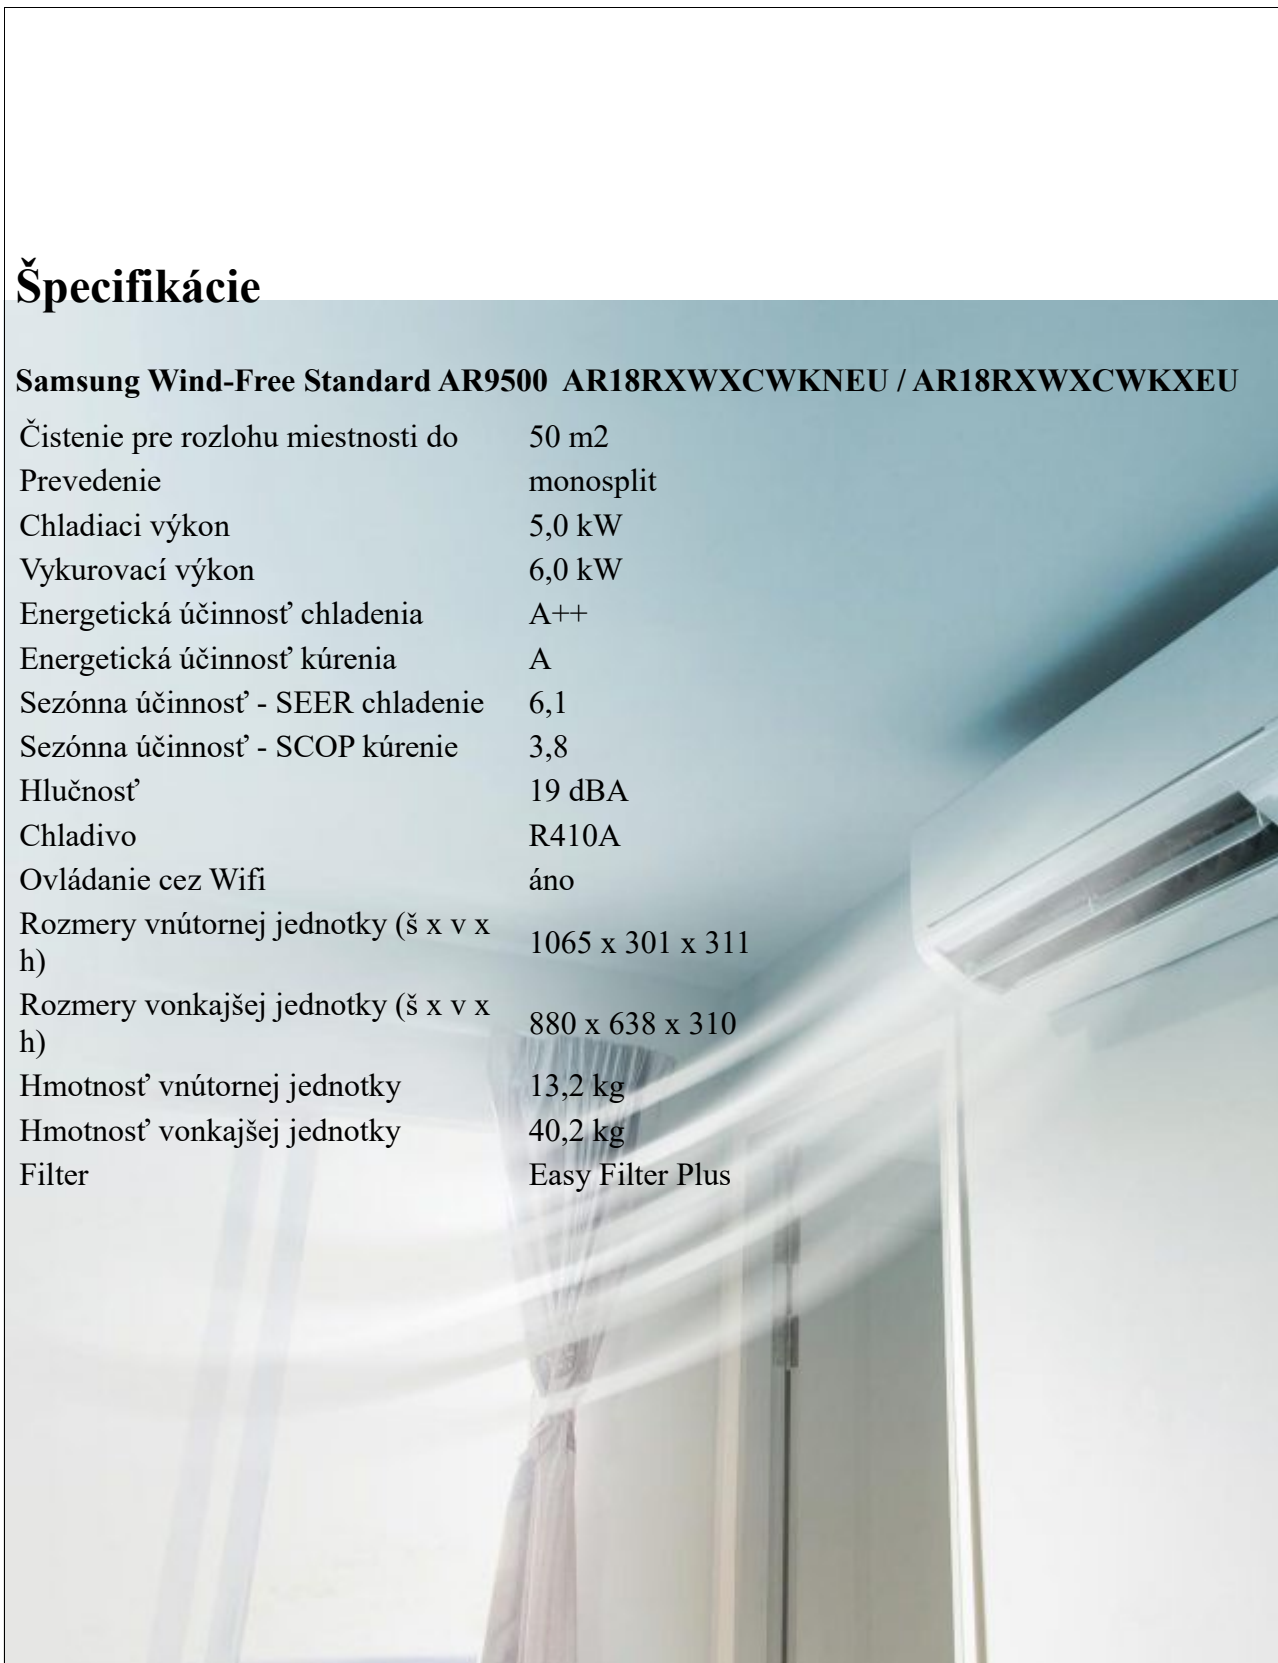 Špecifikácie
Samsung Wind-Free Standard AR9500 AR18RXWXCWKNEU / AR18RXWXCWKXEU
Čistenie pre rozlohu miestnosti do 50 m2
Prevedenie monosplit
Chladiaci výkon 5,0 kW
Vykurovací výkon 6,0 kW
Energetická účinnosť chladenia A++
Energetická účinnosť kúrenia A
Sezónna účinnosť - SEER chladenie 6,1
Sezónna účinnosť - SCOP kúrenie 3,8
Hlučnosť 19 dBA
Chladivo R410A
Ovládanie cez Wifi áno
Rozmery vnútornej jednotky (š x v x
h) 1065 x 301 x 311
Rozmery vonkajšej jednotky (š x v x
h) 880 x 638 x 310
Hmotnosť vnútornej jednotky 13,2 kg
Hmotnosť vonkajšej jednotky 40,2 kg
Filter Easy Filter Plus